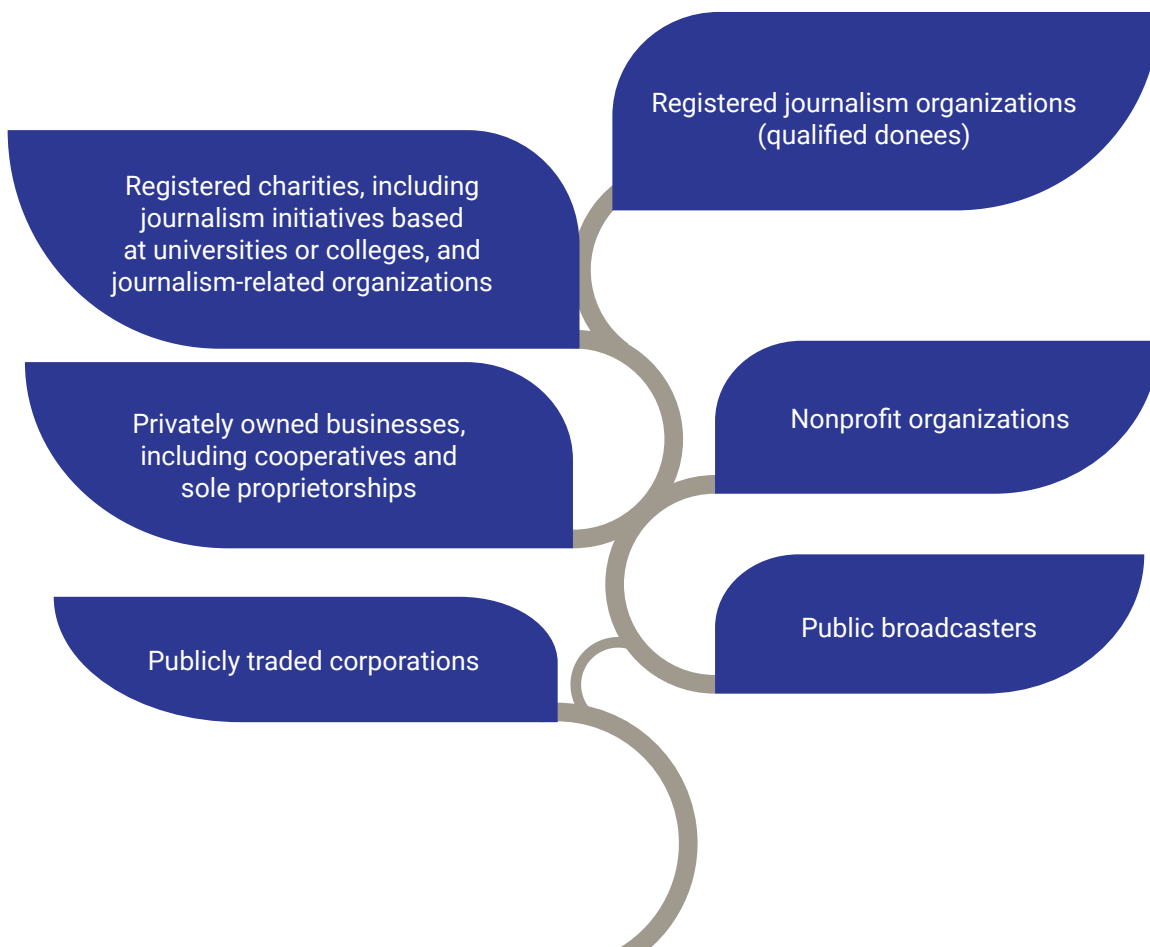 Registered journalism organizations
(qualified donees)
Registered charities, including
journalism initiatives based
at universities or colleges, and
journalism-related organizations
Nonprofit organizations
Privately owned businesses,
including cooperatives and
sole proprietorships
Public broadcasters
Publicly traded corporations